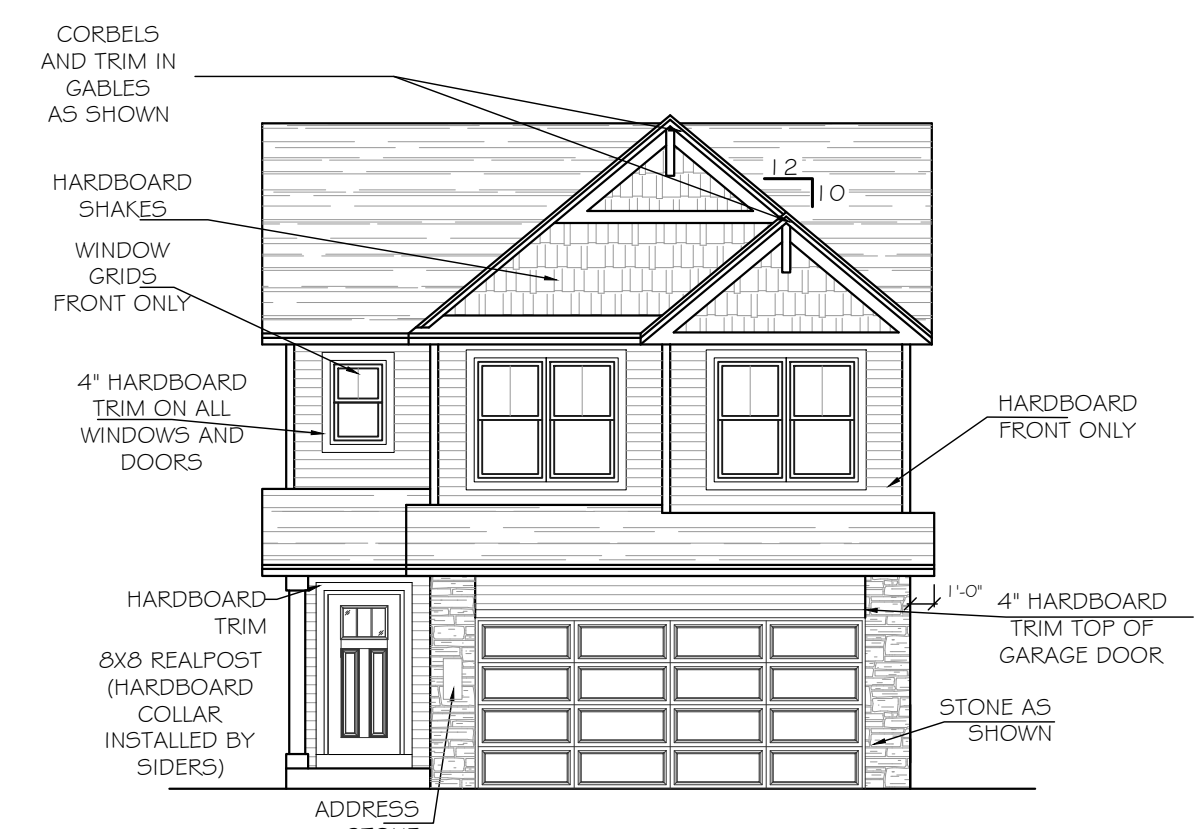 CORBELS
AND TRIM IN
GABLES
AS SHOWN
HARDBOARD
SHAKES
WINDOW
GRIDS
FRONT ONLY
4" HARDBOARD
TRIM ON ALL
WINDOWS AND
DOORS
12
10
HARDBOARD
FRONT ONLY
HARDBOARD
TRIM
8X8 REALPOST
(HARDBOARD
COLLAR
INSTALLED BY
SIDERS)
1'-0"
4" HARDBOARD
TRIM TOP OF
GARAGE DOOR
STONE AS
SHOWN
ADDRESS